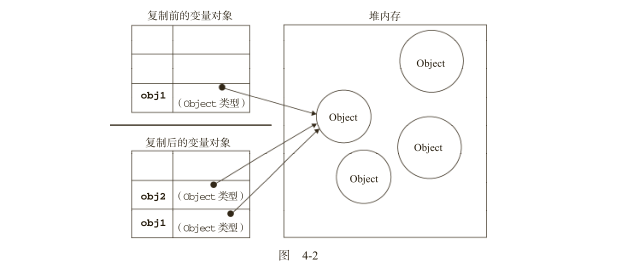 复制前的变量对象
obj1
(Object 类型)
复制后的变量对象
obj2
(Object 类型)
obj1
(Object 类型)
堆内存
Object
Object
Object
Object
图 4-2